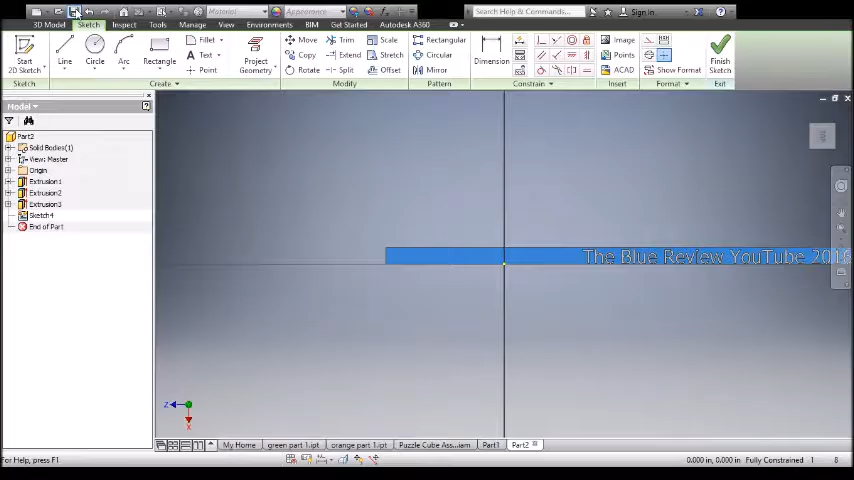 Material
Appearance
Search Help & Commands...
Sign In
3D Model
Sketch
Inspect
Tools
Manage
View
Environments
BIM
Get Started
Autodesk A360
Start
2D Sketch
Line
Circle
Arc
Rectangle
Fillet
Text
Point
Project
Geometry
Move
Copy
Rotate
Trim
Extend
Split
Scale
Stretch
Offset
Rectangular
Circular
Mirror
Dimension
Image
Points
ACAD
Show Format
Finish
Sketch
Sketch
Create
Modify
Pattern
Constrain
Insert
Format
Exit
Model
Part2
Solid Bodies(1)
View: Master
Origin
Extrusion1
Extrusion2
Extrusion3
Sketch4
End of Part
TOP
The Blue Review YouTube 2016
Z
X
My Home
green part 1.ipt
orange part 1.ipt
Puzzle Cube Ass...iam
Part1
Part2
For Help, press F1
0.000 in, 0.000 in
Fully Constrained
1
8